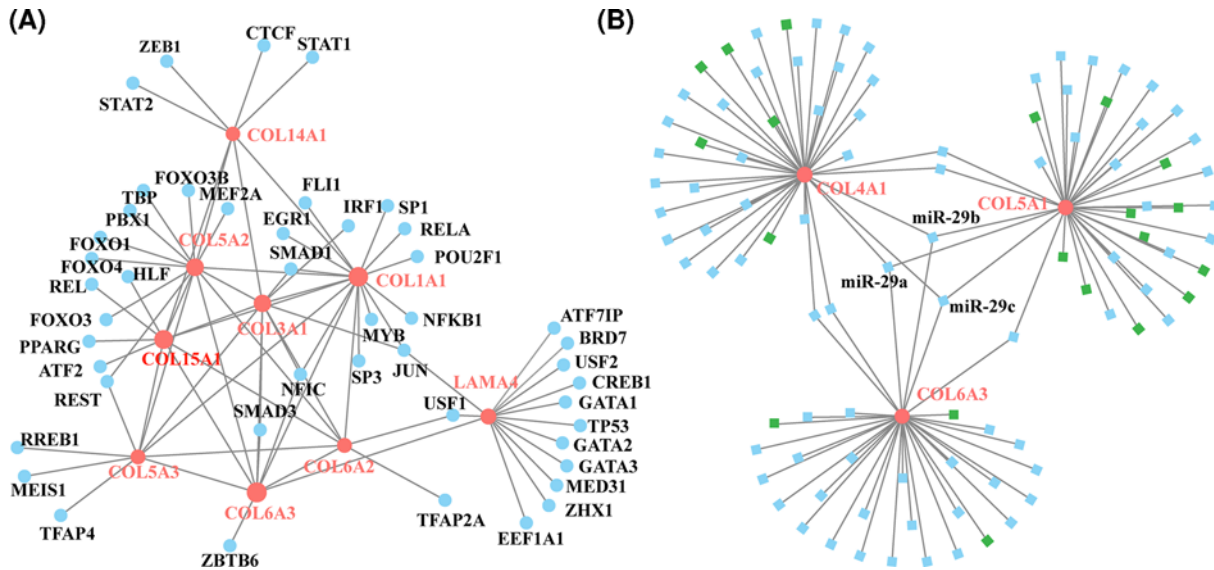 (A)
CTCF
ZEB1
STAT1
STAT2
COL14A1
FOXO3B
TBP
MEF2A
FLI1
PBX1
EGR1
IRF1
SP1
COL5A2
RELA
FOXO1
SMAD1
POU2F1
FOXO4
HLF
COL1A1
REL
FOXO3
COL3A1
NFKB1
MYB
PPARG
COL15A1
JUN
ATF2
SP3
NFIC
REST
SMAD3
USF1
LAMA4
ATF7IP
BRD7
USF2
CREB1
GATA1
TP53
GATA2
GATA3
MED31
ZHX1
EEF1A1
RREB1
COL5A3
COL6A2
MEIS1
COL6A3
TFAP2A
TFAP4
ZBTB6
(B)
COL4A1
COL5A1
miR-29b
miR-29a
miR-29c
COL6A3